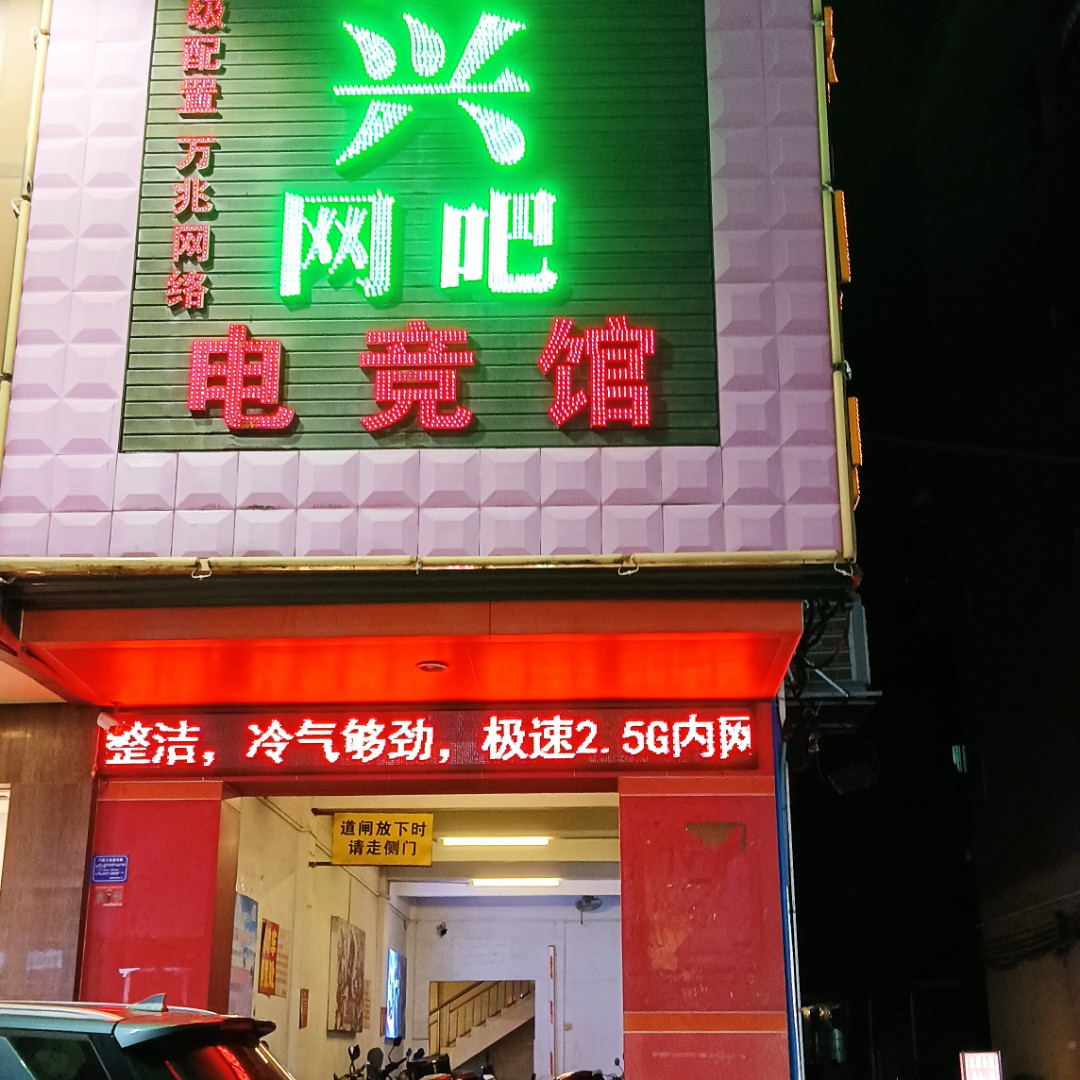 级配置 万兆网络
兴
网吧
电竞馆
整洁，冷气够劲，极速2.5G内网
道闸放下时
请走侧门